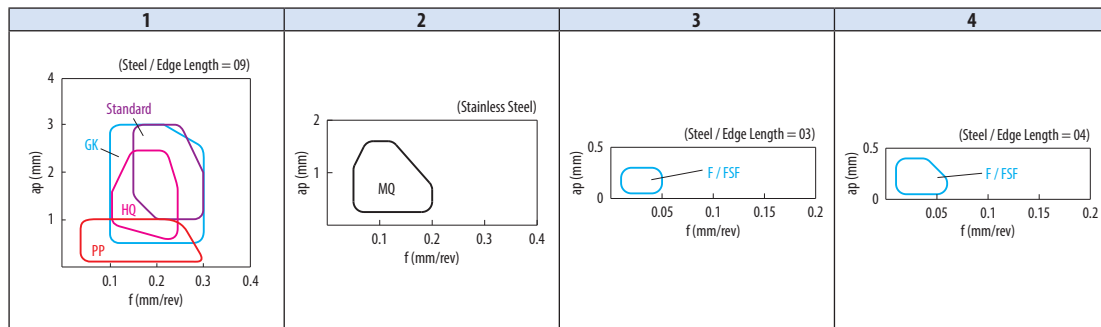 1 2 3 4
(Steel / Edge Length = 09)
ap (mm)
4
3
2
1
Standard
GK
HQ
PP
0.1 0.2 0.3 0.4
f (mm/rev)
(Stainless Steel)
ap (mm)
2
1
MQ
0.1 0.2 0.3 0.4
f (mm/rev)
(Steel / Edge Length = 03)
ap (mm)
0.5
0
F / FSF
0.05 0.1 0.15 0.2
f (mm/rev)
(Steel / Edge Length = 04)
ap (mm)
0.5
0
F / FSF
0.05 0.1 0.15 0.2
f (mm/rev)